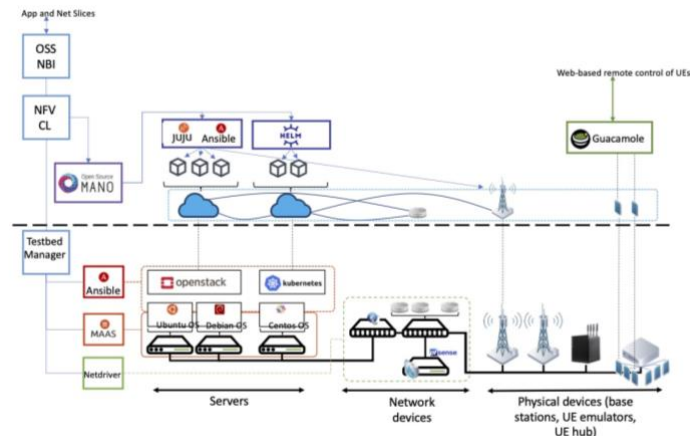 App and Net Slices
OSS
NBI
Web-based remote control of UEs
NFV
CL
JUJU
Ansible
HELM
Guacamole
Open Source
MANO
Testbed
Manager
Ansible
openstack
kubernetes
MAAS
Ubuntu OS
Debian OS
Centos OS
sense
Netdriver
Servers
Network
devices
Physical devices (base
stations, UE emulators,
UE hub)